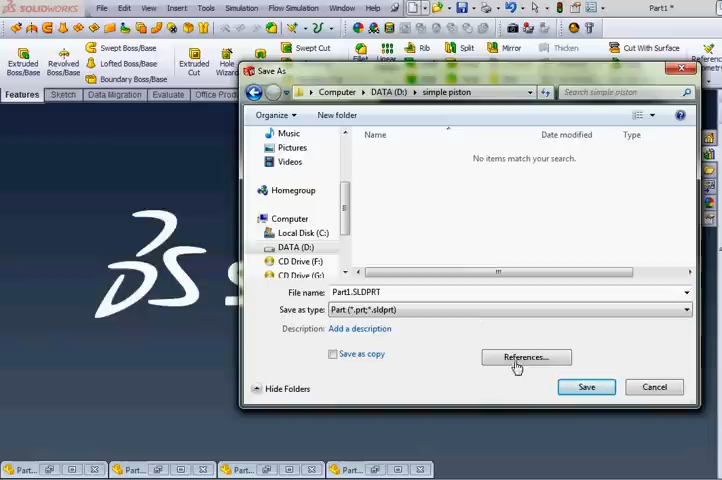 SOLIDWORKS File Edit View Insert Tools Simulation Office Simulation Window Help Part1 *
Extruded Boss/Base
Revolved Boss/Base
Swept Boss/Base
Lofted Boss/Base
Boundary Boss/Base
Extruded Cut
Hole Wizard
Swept Cut
Rib
Split
Mirror
Thicken
Cut With Surface
Features Sketch Data Migration Evaluate
Save As
Computer DATA (D:) simple piston
Search simple piston
Organize New folder
Music
Pictures
Videos
Homegroup
Computer
Local Disk (C:)
DATA (D:)
CD Drive (F:)
CD Drive (G:)
Name Date modified Type
No items match your search.
File name: Part1.SLDPRT
Save as type: Part (*.prt;*.sldprt)
Description: Add a description
Save as copy
References...
Hide Folders
Save Cancel
DS S
Part... Part... Part... Part...